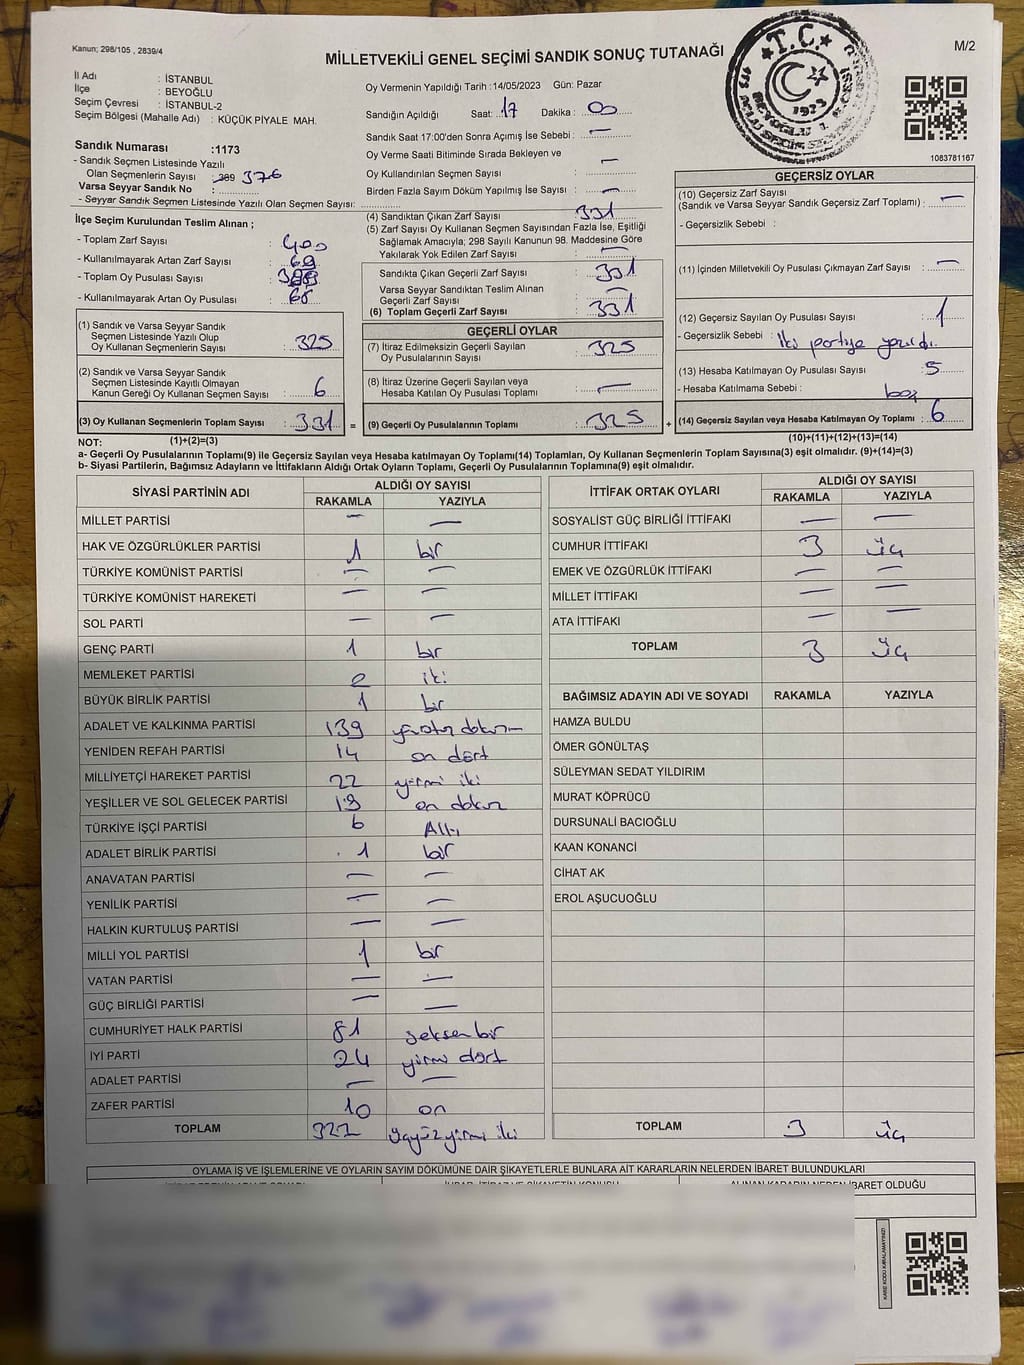 Kanun; 298/105 , 2839/4
MİLLETVEKİLİ GENEL SEÇİMİ SANDIK SONUÇ TUTANAĞI
M/2
İl Adı : İSTANBUL
İlçe : BEYOĞLU
Seçim Çevresi : İSTANBUL-2
Seçim Bölgesi (Mahalle Adı) : KÜÇÜK PİYALE MAH.
Sandık Numarası :1173
- Sandık Seçmen Listesinde Yazılı
Olan Seçmenlerin Sayısı :389 376
Varsa Seyyar Sandık No :
- Seyyar Sandık Seçmen Listesinde Yazılı Olan Seçmen Sayısı:
Oy Vermenin Yapıldığı Tarih :14/05/2023 Gün: Pazar
Sandığın Açıldığı Saat: 17 Dakika : 00
Sandık Saat 17:00'den Sonra Açımış İse Sebebi : —
Oy Verme Saati Bitiminde Sırada Bekleyen ve
Oy Kullandırılan Seçmen Sayısı : —
Birden Fazla Sayım Döküm Yapılmış İse Sayısı : —
T.C.
1923
1083781167
İlçe Seçim Kurulundan Teslim Alınan ;
- Toplam Zarf Sayısı : 400
- Kullanılmayarak Artan Zarf Sayısı : 69
- Toplam Oy Pusulası Sayısı :
- Kullanılmayarak Artan Oy Pusulası :
(4) Sandıktan Çıkan Zarf Sayısı 331
(5) Zarf Sayısı Oy Kullanan Seçmen Sayısından Fazla İse, Eşitliği
Sağlamak Amacıyla; 298 Sayılı Kanunun 98. Maddesine Göre
Yakılarak Yok Edilen Zarf Sayısı : —
Sandıkta Çıkan Geçerli Zarf Sayısı : 331
Varsa Seyyar Sandıktan Teslim Alınan
Geçerli Zarf Sayısı : —
(6) Toplam Geçerli Zarf Sayısı : 331
GEÇERSİZ OYLAR
(10) Geçersiz Zarf Sayısı
(Sandık ve Varsa Seyyar Sandık Geçersiz Zarf Toplamı) : —
- Geçersizlik Sebebi :
(11) İçinden Milletvekili Oy Pusulası Çıkmayan Zarf Sayısı : —
(12) Geçersiz Sayılan Oy Pusulası Sayısı : 1
- Geçersizlik Sebebi : iki partiye yazıldı.
(13) Hesaba Katılmayan Oy Pusulası Sayısı : 5
- Hesaba Katılmama Sebebi : boş
(14) Geçersiz Sayılan veya Hesaba Katılmayan Oy Toplamı : 6
(10)+(11)+(12)+(13)=(14)
(1) Sandık ve Varsa Seyyar Sandık
Seçmen Listesinde Yazılı Olup
Oy Kullanan Seçmenlerin Sayısı : 325
(2) Sandık ve Varsa Seyyar Sandık
Seçmen Listesinde Kayıtlı Olmayan
Kanun Gereği Oy Kullanan Seçmen Sayısı : 6
(3) Oy Kullanan Seçmenlerin Toplam Sayısı : 331 =
GEÇERLİ OYLAR
(7) İtiraz Edilmeksizin Geçerli Sayılan
Oy Pusulalarının Sayısı : 325
(8) İtiraz Üzerine Geçerli Sayılan veya
Hesaba Katılan Oy Pusulası Toplamı : —
(9) Geçerli Oy Pusulalarının Toplamı : 325 +
NOT: (1)+(2)=(3)
a- Geçerli Oy Pusulalarının Toplamı(9) ile Geçersiz Sayılan veya Hesaba katılmayan Oy Toplamı(14) Toplamları, Oy Kullanan Seçmenlerin Toplam Sayısına(3) eşit olmalıdır. (9)+(14)=(3)
b- Siyasi Partilerin, Bağımsız Adayların ve İttifakların Aldığı Ortak Oyların Toplamı, Geçerli Oy Pusulalarının Toplamına(9) eşit olmalıdır.
SİYASİ PARTİNİN ADI ALDIĞI OY SAYISI
RAKAMLA YAZIYLA
MİLLET PARTİSİ — —
HAK VE ÖZGÜRLÜKLER PARTİSİ 1 bir
TÜRKİYE KOMÜNİST PARTİSİ — —
TÜRKİYE KOMÜNİST HAREKETİ — —
SOL PARTİ — —
GENÇ PARTİ 1 bir
MEMLEKET PARTİSİ 2 iki
BÜYÜK BİRLİK PARTİSİ 1 bir
ADALET VE KALKINMA PARTİSİ 139
YENİDEN REFAH PARTİSİ 14 on dört
MİLLİYETÇİ HAREKET PARTİSİ 22 yirmi iki
YEŞİLLER VE SOL GELECEK PARTİSİ 19 on dokuz
TÜRKİYE İŞÇİ PARTİSİ 6 Altı
ADALET BİRLİK PARTİSİ 1 bir
ANAVATAN PARTİSİ — —
YENİLİK PARTİSİ — —
HALKIN KURTULUŞ PARTİSİ — —
MİLLİ YOL PARTİSİ 1 bir
VATAN PARTİSİ — —
GÜÇ BİRLİĞİ PARTİSİ — —
CUMHURİYET HALK PARTİSİ 81 seksen bir
İYİ PARTİ 24 yirmi dört
ADALET PARTİSİ — —
ZAFER PARTİSİ 10 on
TOPLAM 322 üçyüz yirmi iki
İTTİFAK ORTAK OYLARI ALDIĞI OY SAYISI
RAKAMLA YAZIYLA
SOSYALİST GÜÇ BİRLİĞİ İTTİFAKI — —
CUMHUR İTTİFAKI 3 üç
EMEK VE ÖZGÜRLÜK İTTİFAKI — —
MİLLET İTTİFAKI — —
ATA İTTİFAKI — —
TOPLAM 3 üç
BAĞIMSIZ ADAYIN ADI VE SOYADI RAKAMLA YAZIYLA
HAMZA BULDU
ÖMER GÖNÜLTAŞ
SÜLEYMAN SEDAT YILDIRIM
MURAT KÖPRÜCÜ
DURSUNALİ BACIOĞLU
KAAN KONANCİ
CİHAT AK
EROL AŞUCUOĞLU
TOPLAM 3 üç
OYLAMA İŞ VE İŞLEMLERİNE VE OYLARIN SAYIM DÖKÜMÜNE DAİR ŞİKAYETLERLE BUNLARA AİT KARARLARIN NELERDEN İBARET BULUNDUKLARI
ALINAN KARARIN NEDEN İBARET OLDUĞU
KARE KODU KARALAMAYINIZ!